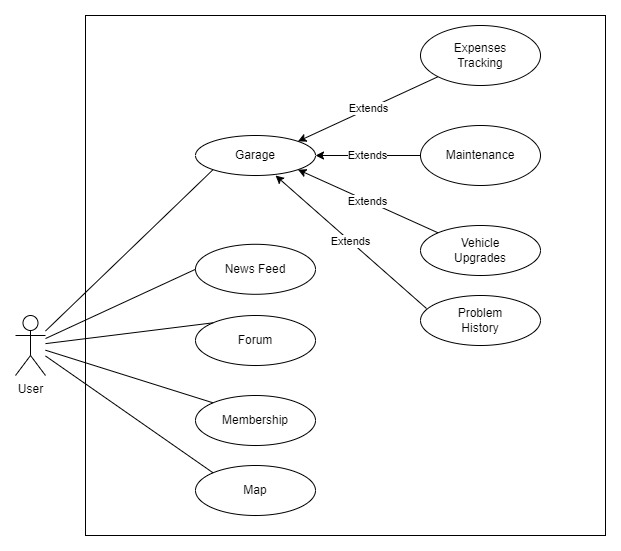 Expenses
Tracking
Extends
Garage
Extends
Maintenance
Extends
Vehicle
Upgrades
Extends
News Feed
Problem
History
Forum
User
Membership
Map